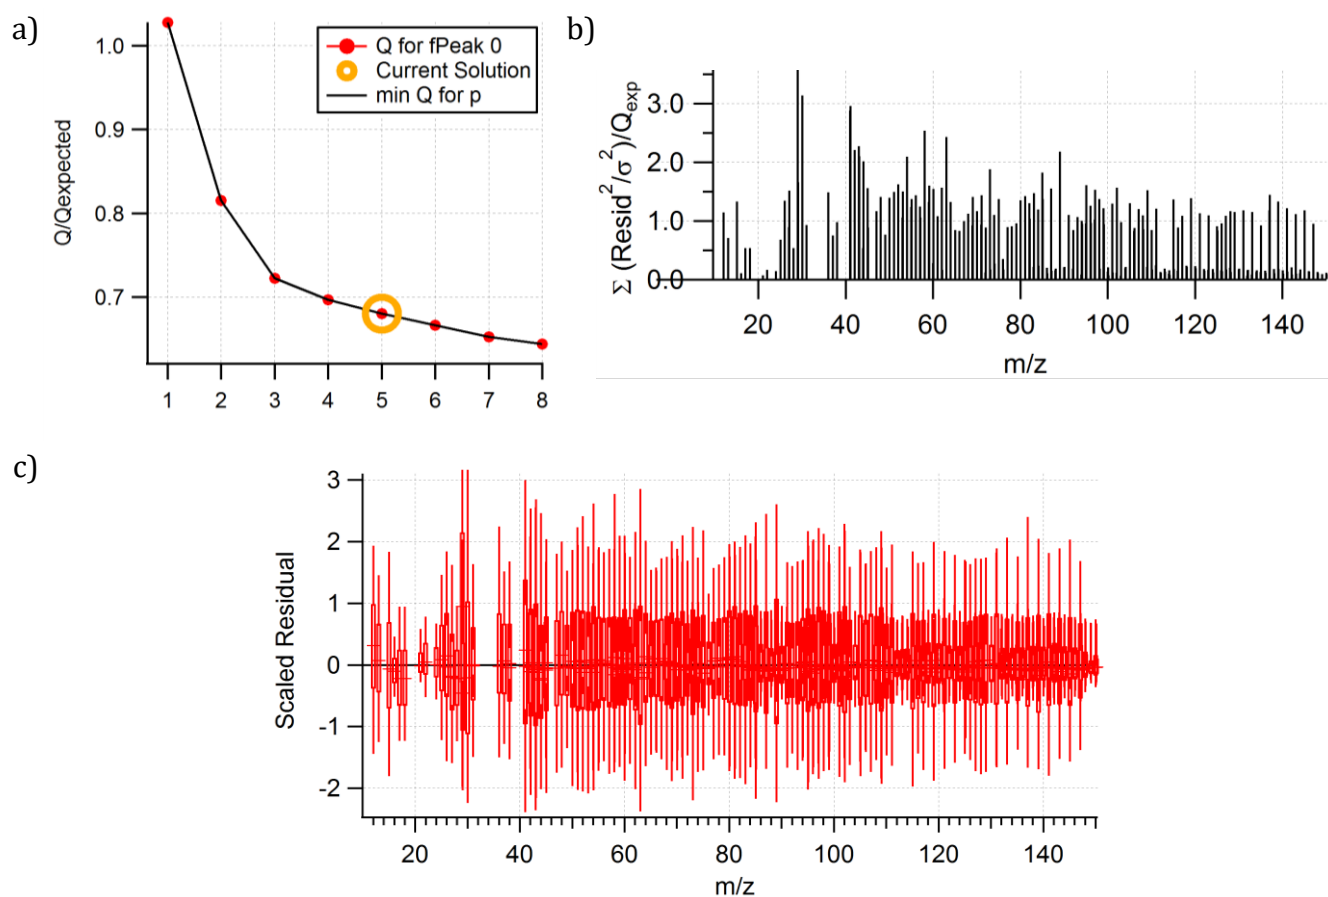 a)
Q/Qexpected
1.0
0.9
0.8
0.7
Q for fPeak 0
Current Solution
min Q for p
1 2 3 4 5 6 7 8
b)
Σ (Resid²/σ²)/Qexp
3.0
2.0
1.0
0.0
20 40 60 80 100 120 140
m/z
c)
Scaled Residual
3
2
1
0
-1
-2
20 40 60 80 100 120 140
m/z